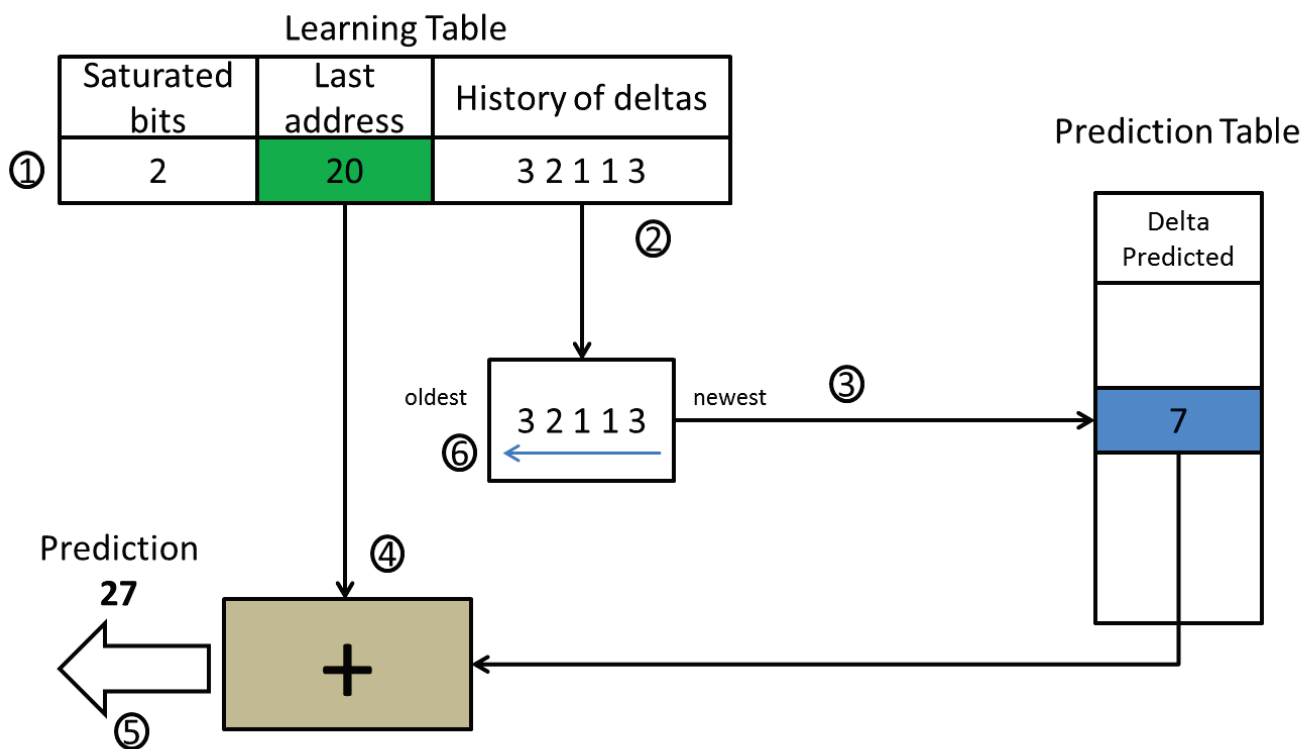 Learning Table
Saturated bits
Last address
History of deltas
① 2 20 3 2 1 1 3
②
Prediction Table
Delta Predicted
7
oldest
3 2 1 1 3
newest
③
⑥
④
Prediction
27
+
⑤